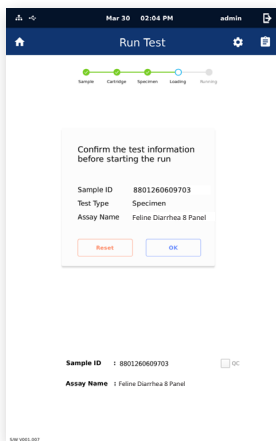 Mar 30 02:04 PM admin
Run Test
Sample Cartridge Specimen Loading Running
Confirm the test information
before starting the run
Sample ID 8801260609703
Test Type Specimen
Assay Name Feline Diarrhea 8 Panel
Reset OK
Sample ID : 8801260609703 QC
Assay Name : Feline Diarrhea 8 Panel
S/W V001.007